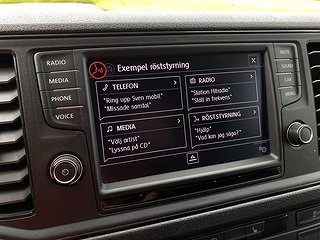 Exempel röststyrning
X
RADIO
MEDIA
PHONE
VOICE
TELEFON >
"Ring upp Sven mobil"
"Missade samtal"
RADIO >
"Station Hitradio"
"Ställ in frekvens"
MEDIA >
"Välj artist"
"Lyssna på CD"
RÖSTSTYRNING >
"Hjälp"
"Vad kan jag säga?"
MUTE
SOUND
CAR
MENU